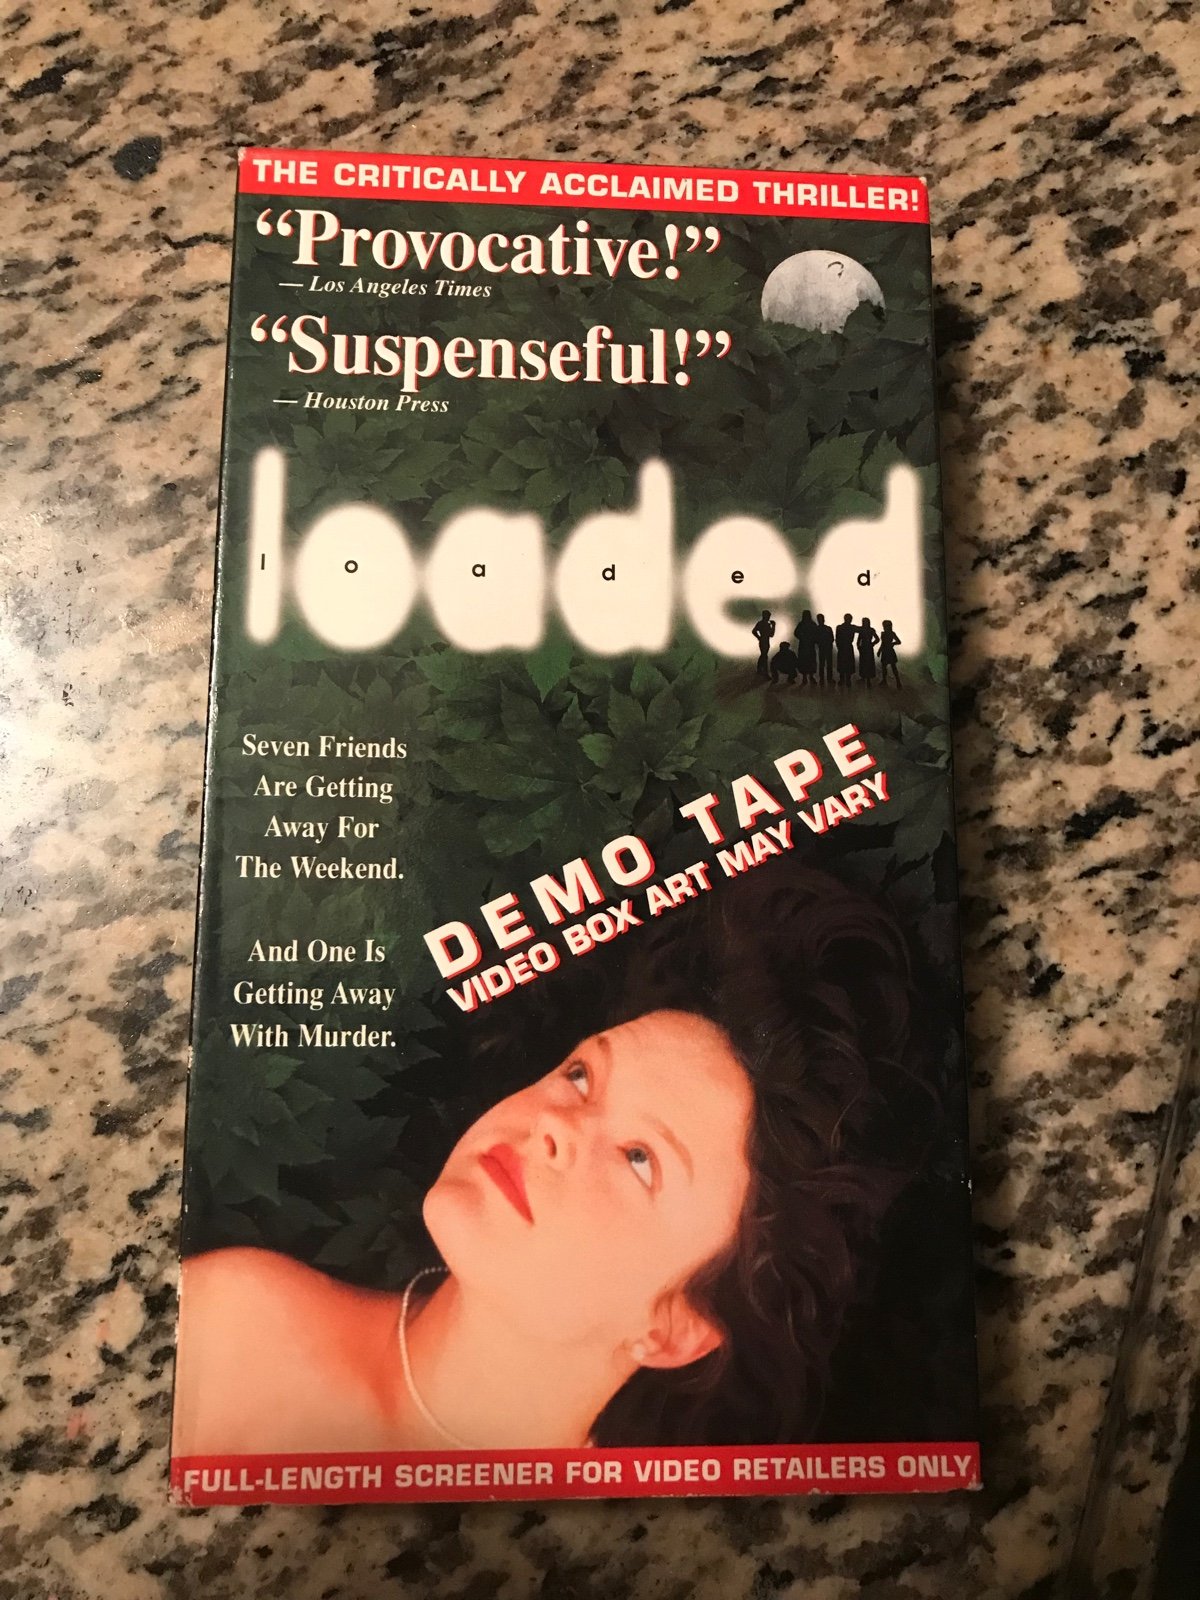 THE CRITICALLY ACCLAIMED THRILLER!
“Provocative!”
— Los Angeles Times
“Suspenseful!”
— Houston Press
loaded
l o a d e d
Seven Friends
Are Getting
Away For
The Weekend.
And One Is
Getting Away
With Murder.
DEMO TAPE
VIDEO BOX ART MAY VARY
FULL-LENGTH SCREENER FOR VIDEO RETAILERS ONLY